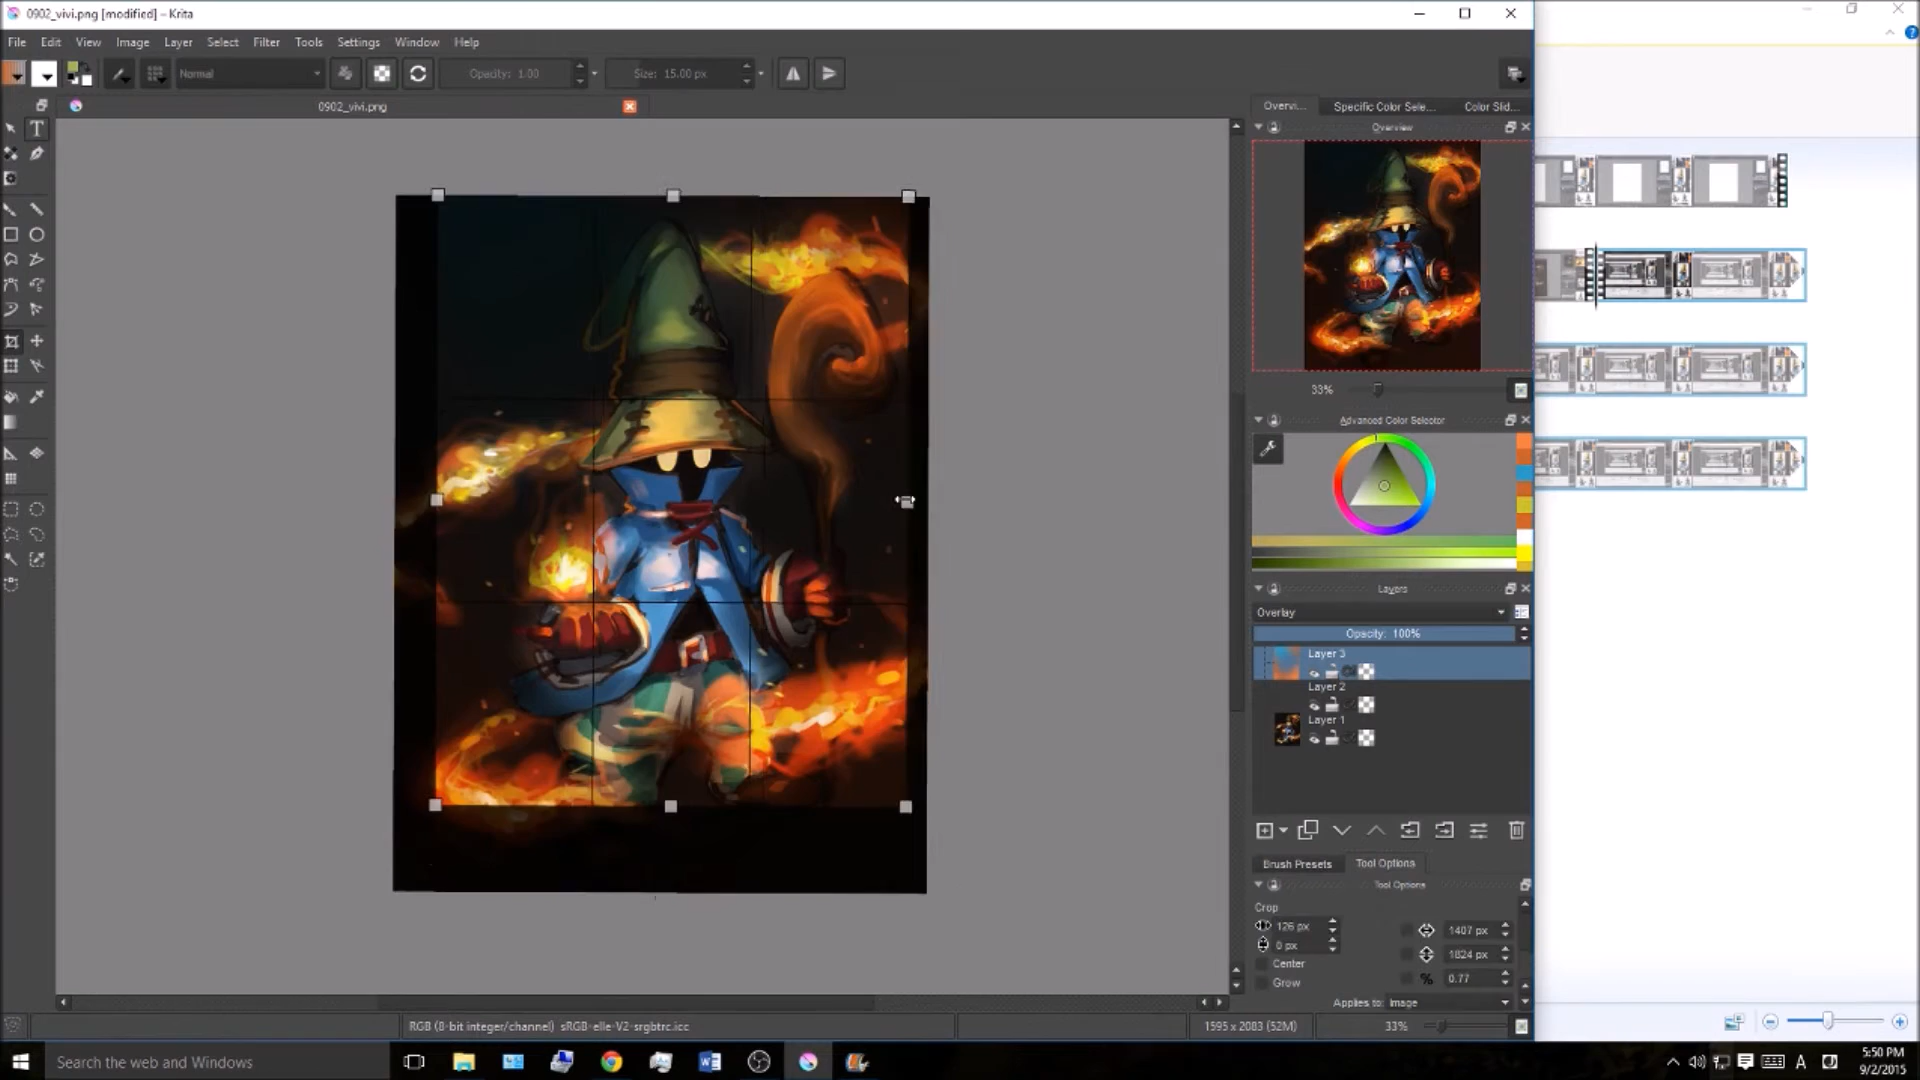 0902_vivi.png [modified] – Krita
File Edit View Image Layer Select Filter Tools Settings Window Help
Normal Opacity: 1.00 Size: 15.00 px
0902_vivi.png
Overvi... Specific Color Sele... Color Slid...
Overview
33%
Advanced Color Selector
Layers
Overlay
Opacity: 100%
Layer 3
Layer 2
Layer 1
Brush Presets Tool Options
Tool Options
Crop
126 px 1407 px
0 px 1824 px
Center
% 0.77
Grow
Applies to: Image
RGB (8-bit integer/channel) sRGB-elle-V2-srgbtrc.icc 1595 x 2083 (52M) 33%
Search the web and Windows
A
5:50 PM
9/2/2015